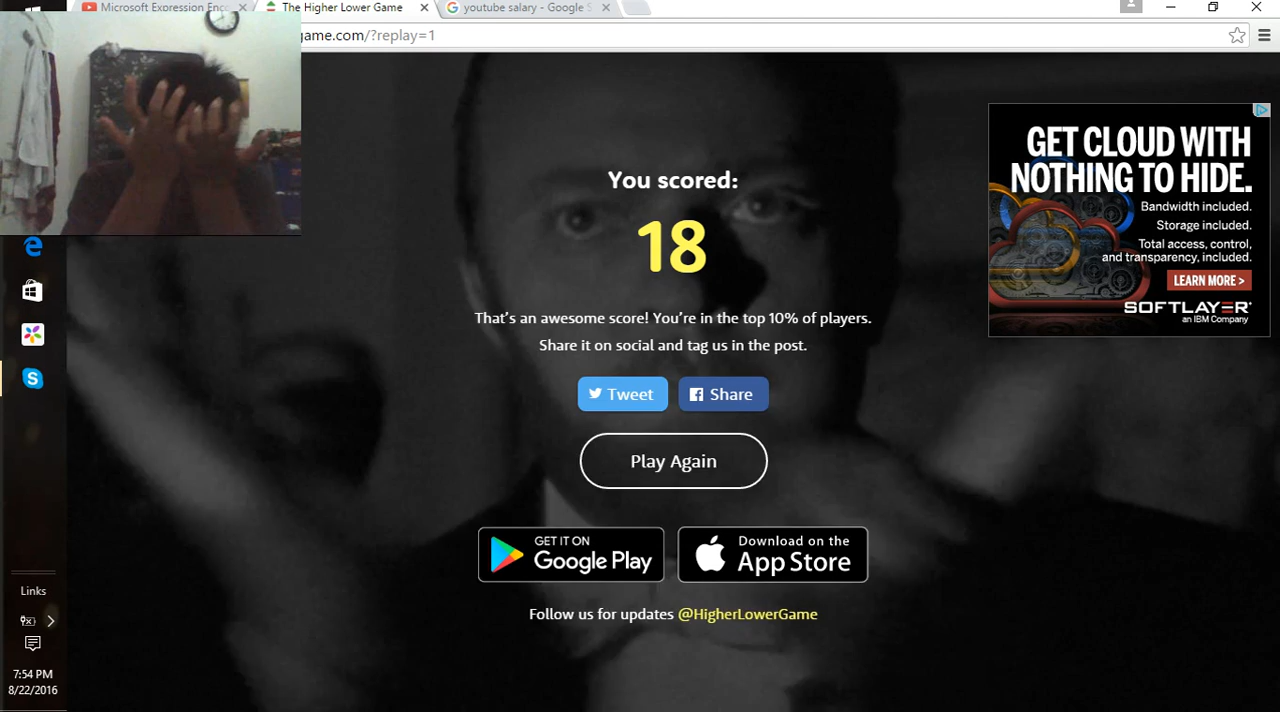 Microsoft Expression Enc
The Higher Lower Game
youtube salary - Google S
game.com/?replay=1
You scored:
18
That's an awesome score! You're in the top 10% of players.
Share it on social and tag us in the post.
Tweet
Share
Play Again
GET IT ON
Google Play
Download on the
App Store
Follow us for updates @HigherLowerGame
GET CLOUD WITH
NOTHING TO HIDE.
Bandwidth included.
Storage included.
Total access, control,
and transparency, included.
LEARN MORE >
SOFTLAYER®
an IBM Company
Links
7:54 PM
8/22/2016